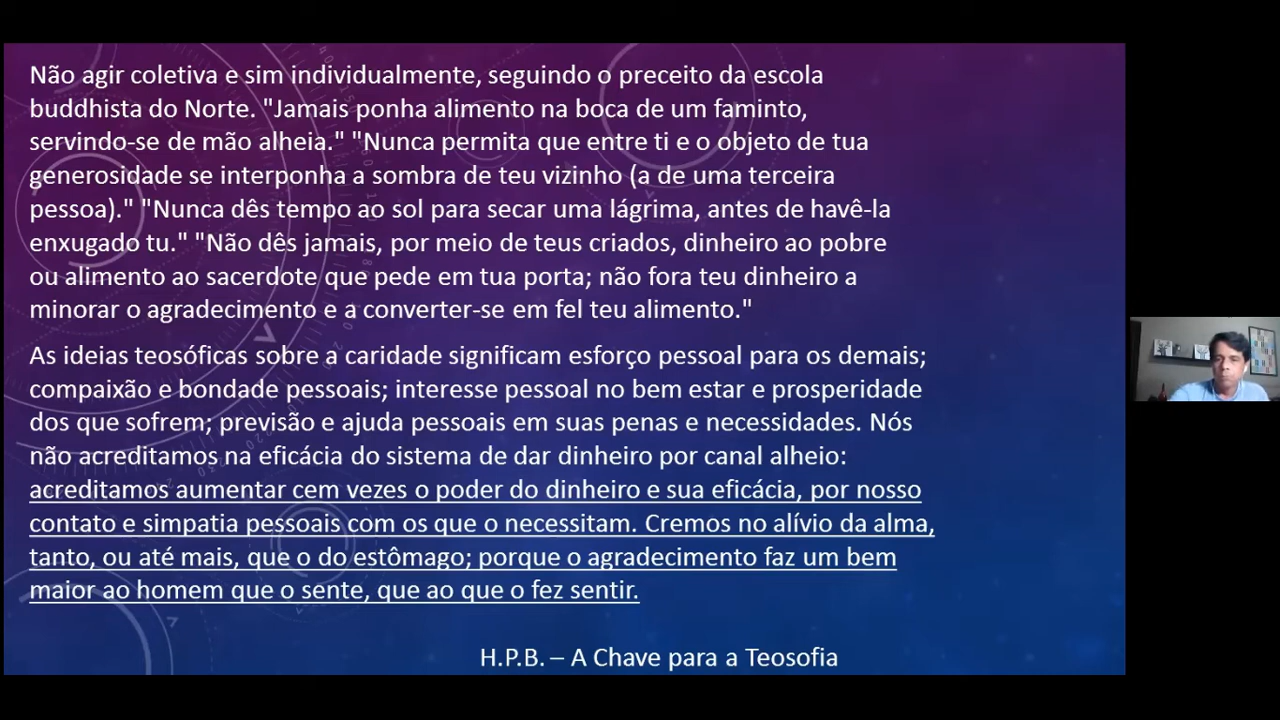 Não agir coletiva e sim individualmente, seguindo o preceito da escola
buddhista do Norte. "Jamais ponha alimento na boca de um faminto,
servindo-se de mão alheia." "Nunca permita que entre ti e o objeto de tua
generosidade se interponha a sombra de teu vizinho (a de uma terceira
pessoa)." "Nunca dês tempo ao sol para secar uma lágrima, antes de havê-la
enxugado tu." "Não dês jamais, por meio de teus criados, dinheiro ao pobre
ou alimento ao sacerdote que pede em tua porta; não fora teu dinheiro a
minorar o agradecimento e a converter-se em fel teu alimento."
As ideias teosóficas sobre a caridade significam esforço pessoal para os demais;
compaixão e bondade pessoais; interesse pessoal no bem estar e prosperidade
dos que sofrem; previsão e ajuda pessoais em suas penas e necessidades. Nós
não acreditamos na eficácia do sistema de dar dinheiro por canal alheio:
acreditamos aumentar cem vezes o poder do dinheiro e sua eficácia, por nosso
contato e simpatia pessoais com os que o necessitam. Cremos no alívio da alma,
tanto, ou até mais, que o do estômago; porque o agradecimento faz um bem
maior ao homem que o sente, que ao que o fez sentir.
H.P.B. – A Chave para a Teosofia